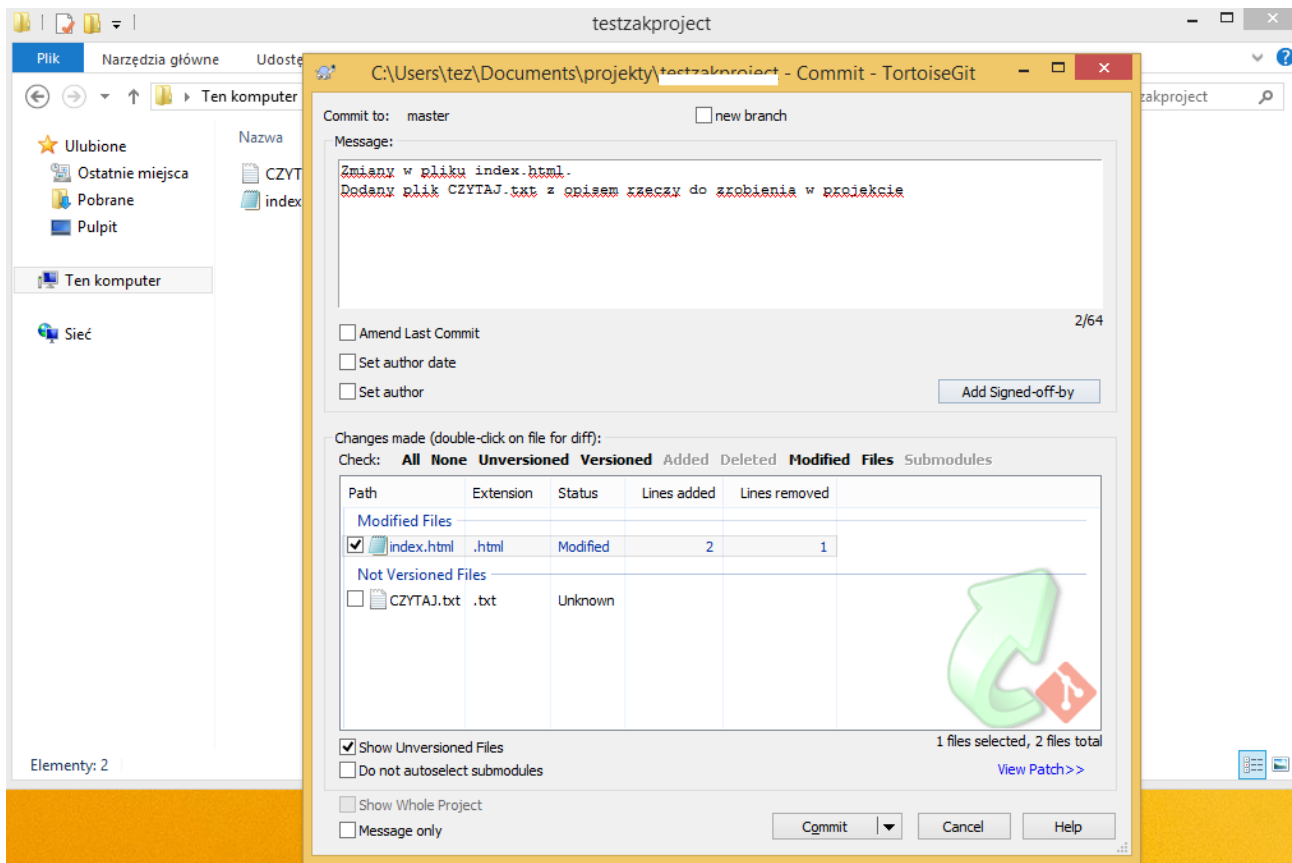 testzakproject
Plik Narzędzia główne Udostę
Ten komputer
zakproject
Ulubione
Ostatnie miejsca
Pobrane
Pulpit
Ten komputer
Sieć
Nazwa
CZYT
index
Elementy: 2
C:\Users\tez\Documents\projekty\testzakproject - Commit - TortoiseGit
Commit to: master new branch
Message:
Zmiany w pliku index.html.
Dodany plik CZYTAJ.txt z opisem rzeczy do zrobienia w projekcie
2/64
Amend Last Commit
Set author date
Set author Add Signed-off-by
Changes made (double-click on file for diff):
Check: All None Unversioned Versioned Added Deleted Modified Files Submodules
Path Extension Status Lines added Lines removed
Modified Files
index.html .html Modified 2 1
Not Versioned Files
CZYTAJ.txt .txt Unknown
Show Unversioned Files 1 files selected, 2 files total
Do not autoselect submodules View Patch>>
Show Whole Project
Message only
Commit Cancel Help